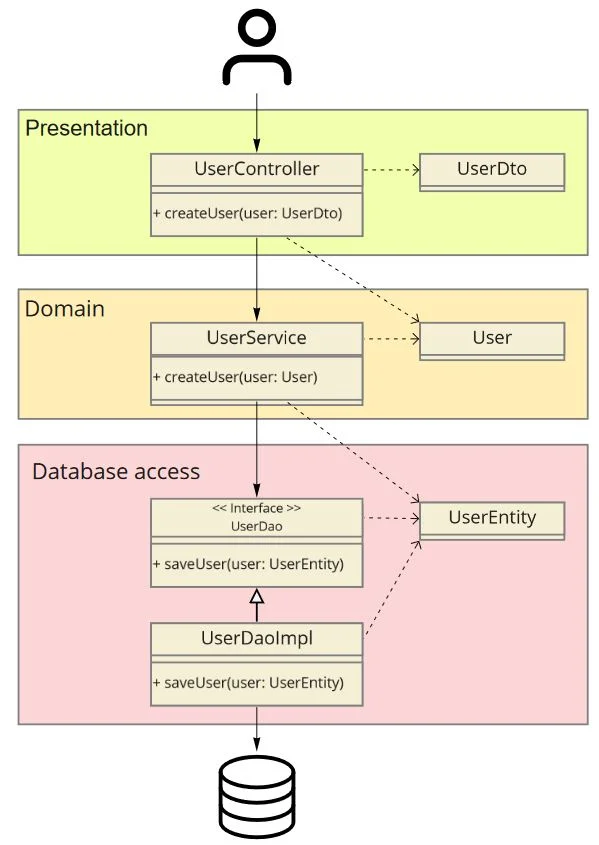 Presentation
UserController
UserDto
+ createUser(user: UserDto)
Domain
UserService
User
+ createUser(user: User)
Database access
<< Interface >>
UserDao
UserEntity
+ saveUser(user: UserEntity)
UserDaoImpl
+ saveUser(user: UserEntity)